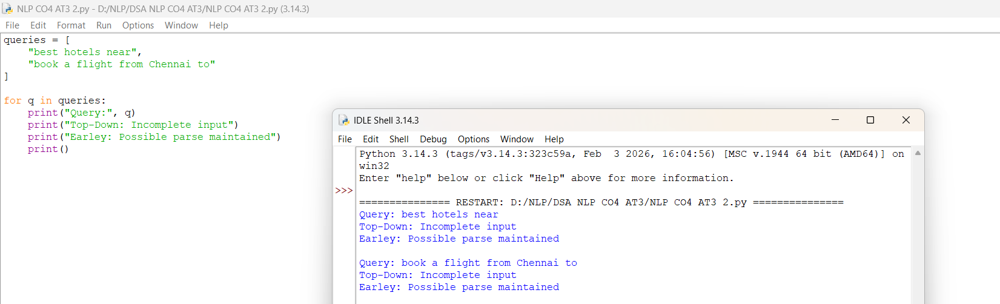 NLP CO4 AT3 2.py - D:/NLP/DSA NLP CO4 AT3/NLP CO4 AT3 2.py (3.14.3)
File Edit Format Run Options Window Help
queries = [
    "best hotels near",
    "book a flight from Chennai to"
]
for q in queries:
    print("Query:", q)
    print("Top-Down: Incomplete input")
    print("Earley: Possible parse maintained")
    print()
IDLE Shell 3.14.3
File Edit Shell Debug Options Window Help
Python 3.14.3 (tags/v3.14.3:323c59a, Feb  3 2026, 16:04:56) [MSC v.1944 64 bit (AMD64)] on
win32
Enter "help" below or click "Help" above for more information.
>>>
=============== RESTART: D:/NLP/DSA NLP CO4 AT3/NLP CO4 AT3 2.py ===============
Query: best hotels near
Top-Down: Incomplete input
Earley: Possible parse maintained
Query: book a flight from Chennai to
Top-Down: Incomplete input
Earley: Possible parse maintained